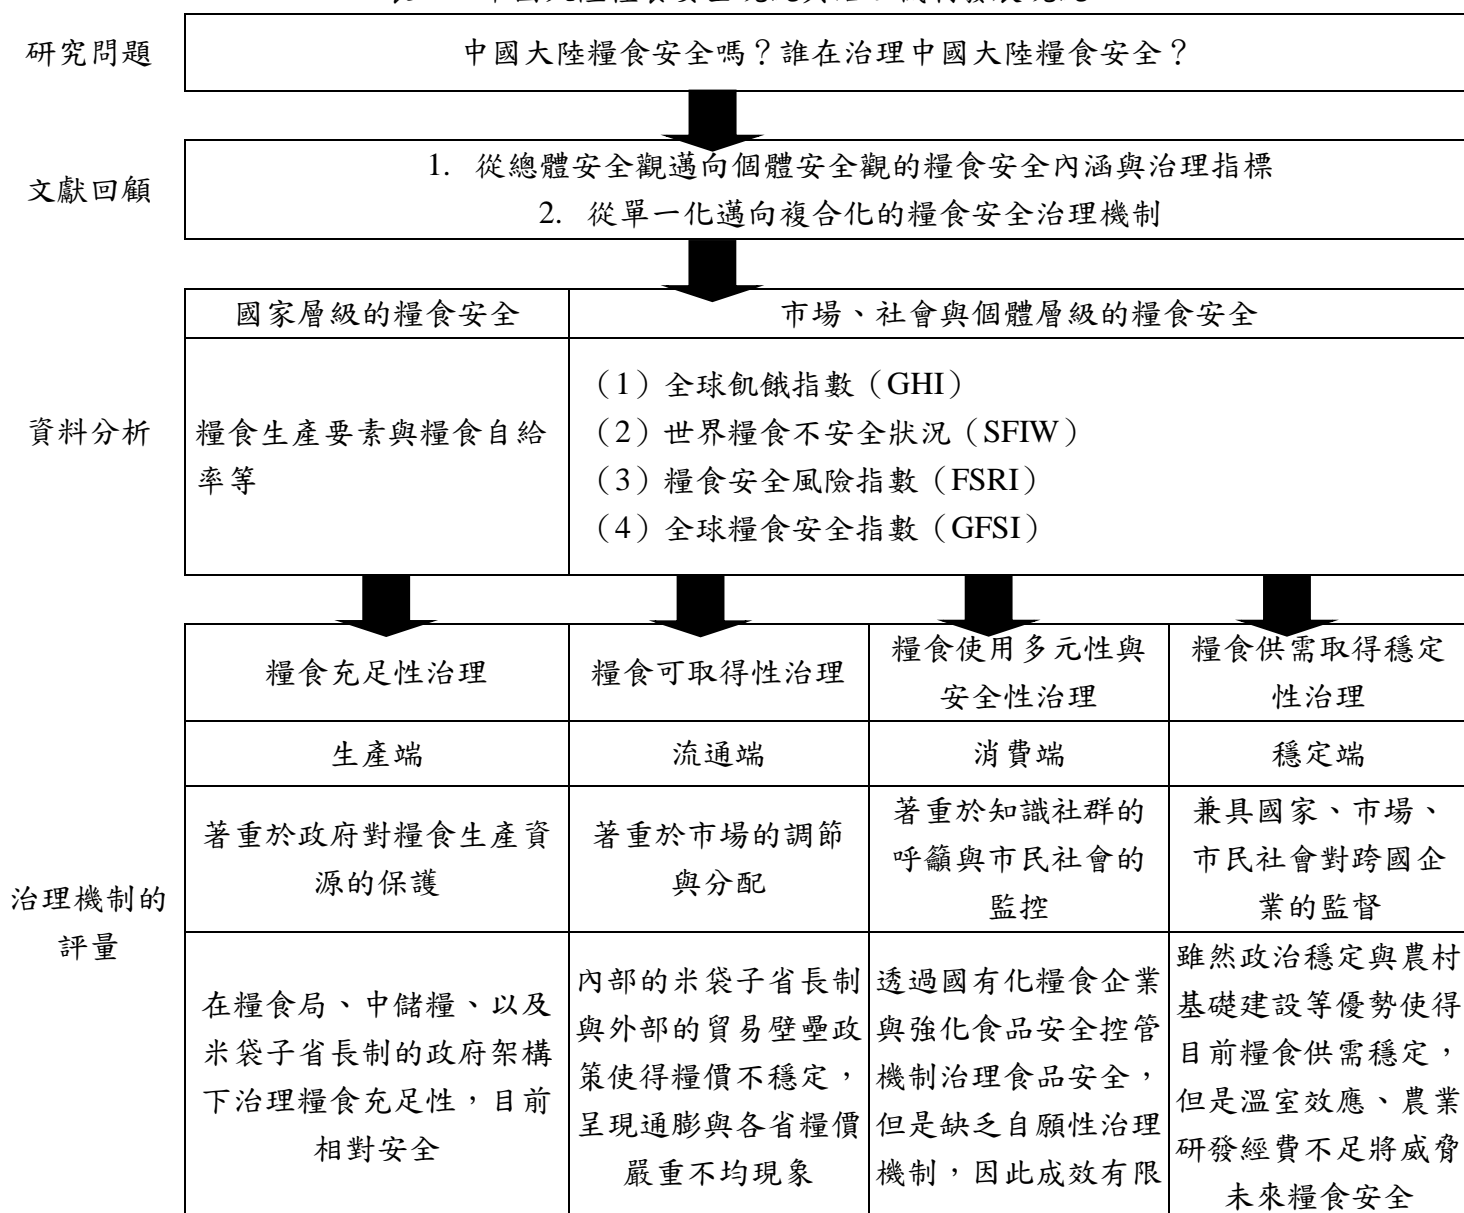 研究問題
中國大陸糧食安全嗎？誰在治理中國大陸糧食安全？
文獻回顧
1. 從總體安全觀邁向個體安全觀的糧食安全內涵與治理指標
2. 從單一化邁向複合化的糧食安全治理機制
國家層級的糧食安全
市場、社會與個體層級的糧食安全
資料分析
糧食生產要素與糧食自給
率等
（1）全球飢餓指數（GHI）
（2）世界糧食不安全狀況（SFIW）
（3）糧食安全風險指數（FSRI）
（4）全球糧食安全指數（GFSI）
治理機制的
評量
糧食充足性治理
糧食可取得性治理
糧食使用多元性與
安全性治理
糧食供需取得穩定
性治理
生產端
流通端
消費端
穩定端
著重於政府對糧食生產資
源的保護
著重於市場的調節
與分配
著重於知識社群的
呼籲與市民社會的
監控
兼具國家、市場、
市民社會對跨國企
業的監督
在糧食局、中儲糧、以及
米袋子省長制的政府架構
下治理糧食充足性，目前
相對安全
內部的米袋子省長制
與外部的貿易壁壘政
策使得糧價不穩定，
呈現通膨與各省糧價
嚴重不均現象
透過國有化糧食企業
與強化食品安全控管
機制治理食品安全，
但是缺乏自願性治理
機制，因此成效有限
雖然政治穩定與農村
基礎建設等優勢使得
目前糧食供需穩定，
但是溫室效應、農業
研發經費不足將威脅
未來糧食安全